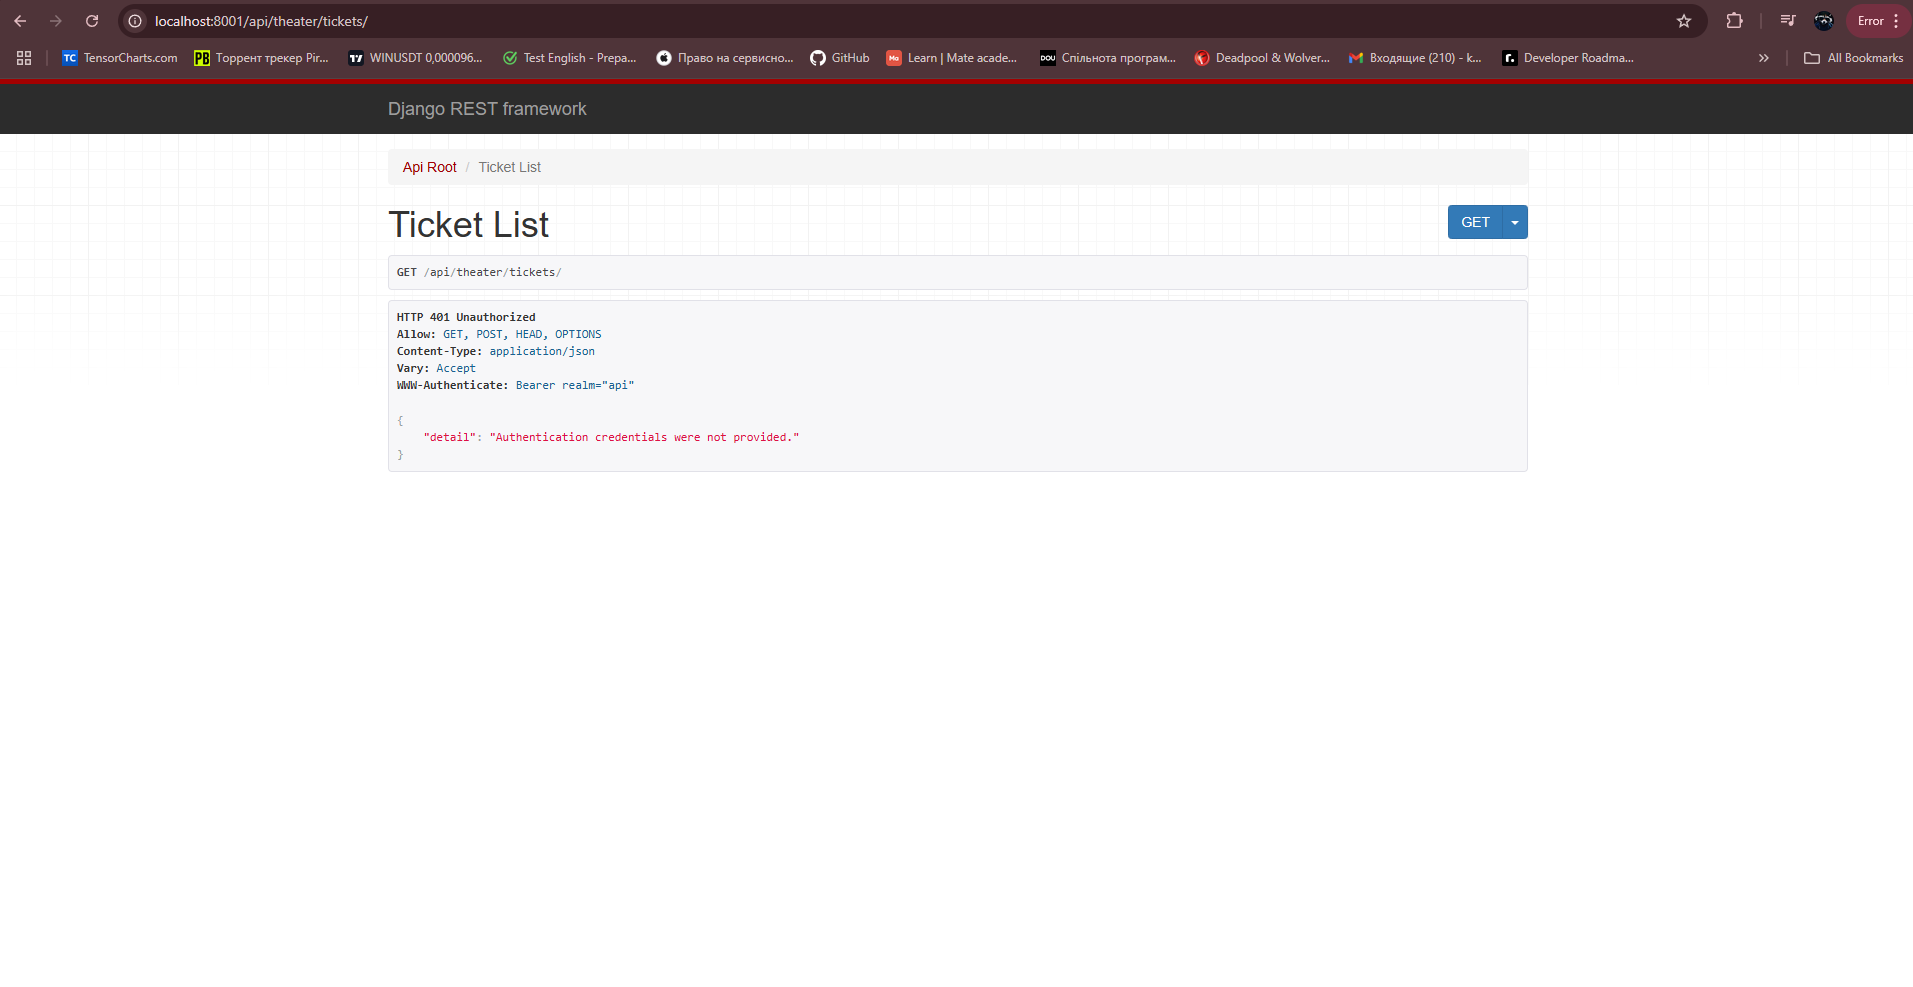 localhost:8001/api/theater/tickets/
Error
TensorCharts.com
Торрент трекер Pir...
WINUSDT 0,000096...
Test English - Prepa...
Право на сервисно...
GitHub
Learn | Mate acade...
Спільнота програм...
Deadpool & Wolver...
Входящие (210) - k...
Developer Roadma...
All Bookmarks
Django REST framework
Api Root / Ticket List
Ticket List
GET
GET /api/theater/tickets/
HTTP 401 Unauthorized
Allow: GET, POST, HEAD, OPTIONS
Content-Type: application/json
Vary: Accept
WWW-Authenticate: Bearer realm="api"
{
"detail": "Authentication credentials were not provided."
}